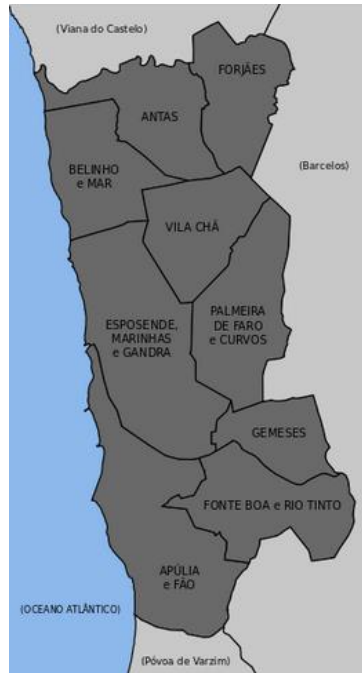 (Viana do Castelo)
FORJÃES
ANTAS
(Barcelos)
BELINHO
e MAR
VILA CHÃ
PALMEIRA
DE FARO
e CURVOS
ESPOSENDE,
MARINHAS
e GANDRA
GEMESES
FONTE BOA e RIO TINTO
APÚLIA
e FÃO
(OCEANO ATLÂNTICO)
(Póvoa de Varzim)